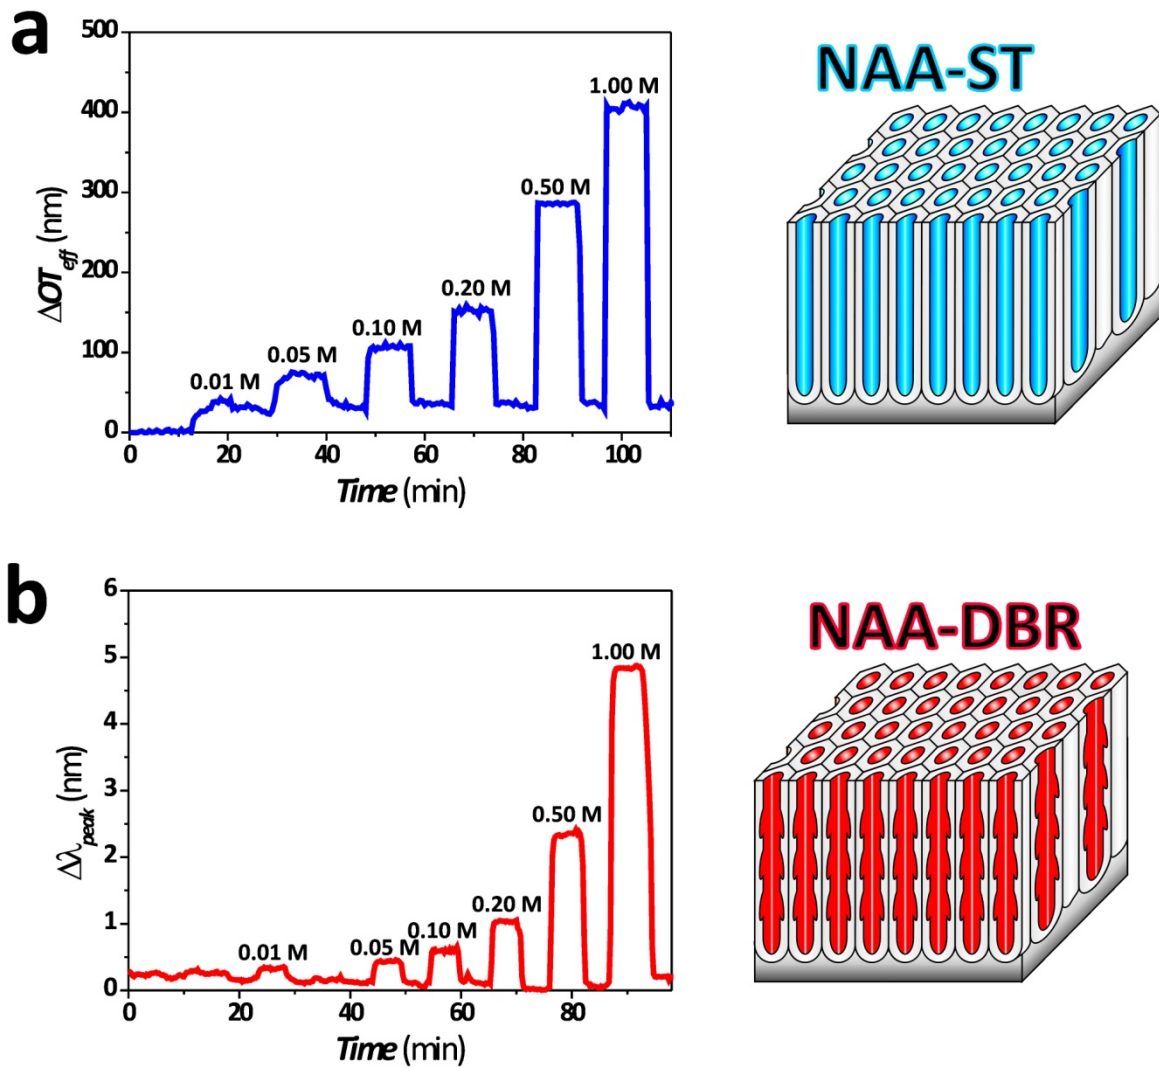 a
NAA-ST
500
400
300
200
100
0
ΔOTeff (nm)
0.01 M
0.05 M
0.10 M
0.20 M
0.50 M
1.00 M
0 20 40 60 80 100
Time (min)
b
NAA-DBR
6
5
4
3
2
1
0
Δλpeak (nm)
0.01 M
0.05 M
0.10 M
0.20 M
0.50 M
1.00 M
0 20 40 60 80
Time (min)